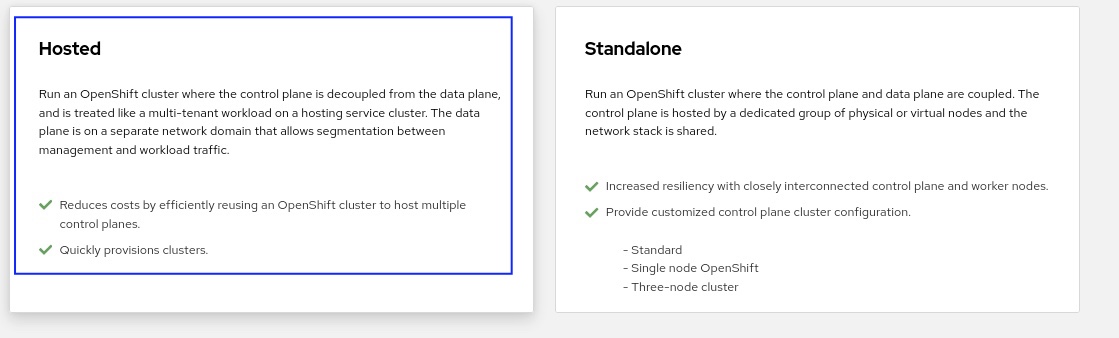 Hosted
Run an OpenShift cluster where the control plane is decoupled from the data plane,
and is treated like a multi-tenant workload on a hosting service cluster. The data
plane is on a separate network domain that allows segmentation between
management and workload traffic.
Reduces costs by efficiently reusing an OpenShift cluster to host multiple
control planes.
Quickly provisions clusters.
Standalone
Run an OpenShift cluster where the control plane and data plane are coupled. The
control plane is hosted by a dedicated group of physical or virtual nodes and the
network stack is shared.
Increased resiliency with closely interconnected control plane and worker nodes.
Provide customized control plane cluster configuration.
- Standard
- Single node OpenShift
- Three-node cluster